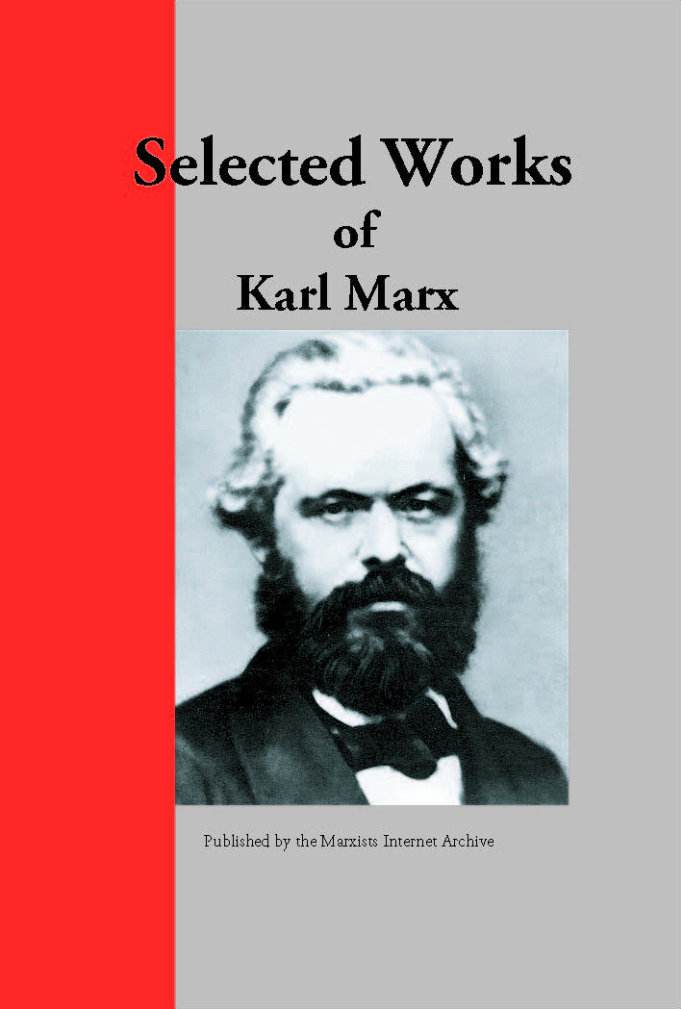 Selected Works
of
Karl Marx
Published by the Marxists Internet Archive